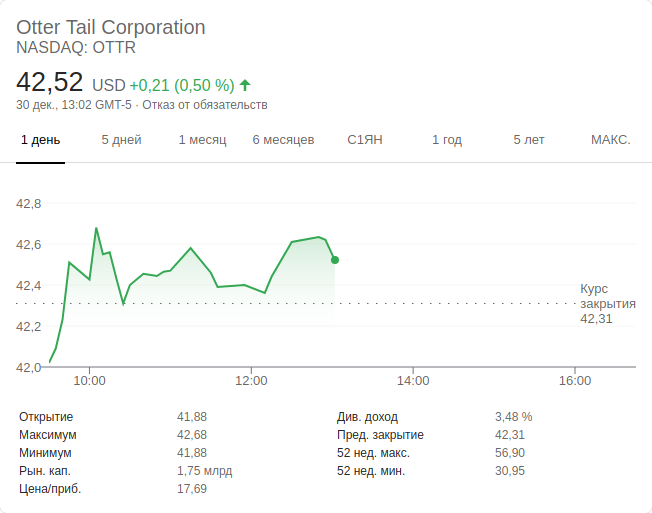 Otter Tail Corporation
NASDAQ: OTTR
42,52 USD +0,21 (0,50 %)
30 дек., 13:02 GMT-5 · Отказ от обязательств
1 день 5 дней 1 месяц 6 месяцев С1ЯН 1 год 5 лет МАКС.
42,8
42,6
42,4
42,2
42,0
Курс
закрытия
42,31
10:00 12:00 14:00 16:00
Открытие 41,88
Максимум 42,68
Минимум 41,88
Рын. кап. 1,75 млрд
Цена/приб. 17,69
Див. доход 3,48 %
Пред. закрытие 42,31
52 нед. макс. 56,90
52 нед. мин. 30,95